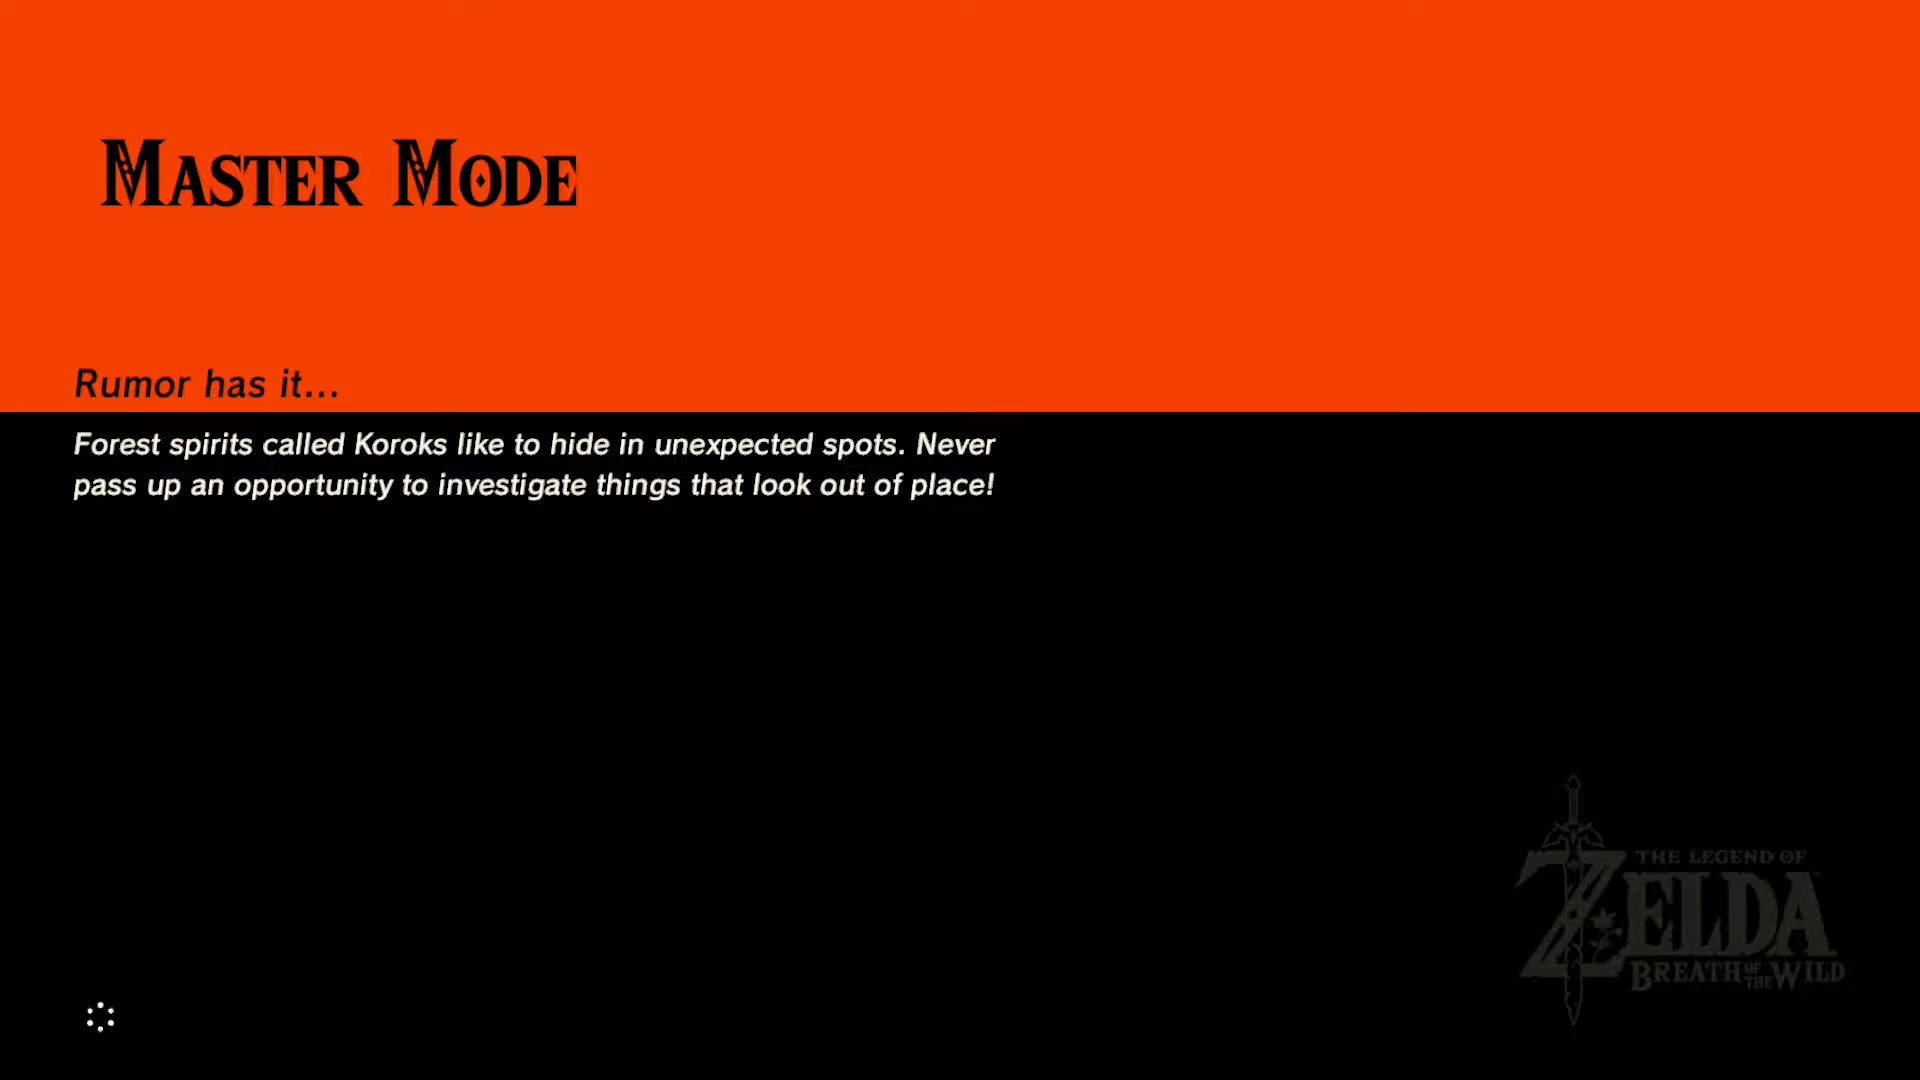 MASTER MODE
Rumor has it...
Forest spirits called Koroks like to hide in unexpected spots. Never
pass up an opportunity to investigate things that look out of place!
THE LEGEND OF
ZELDA
BREATH OF THE WILD